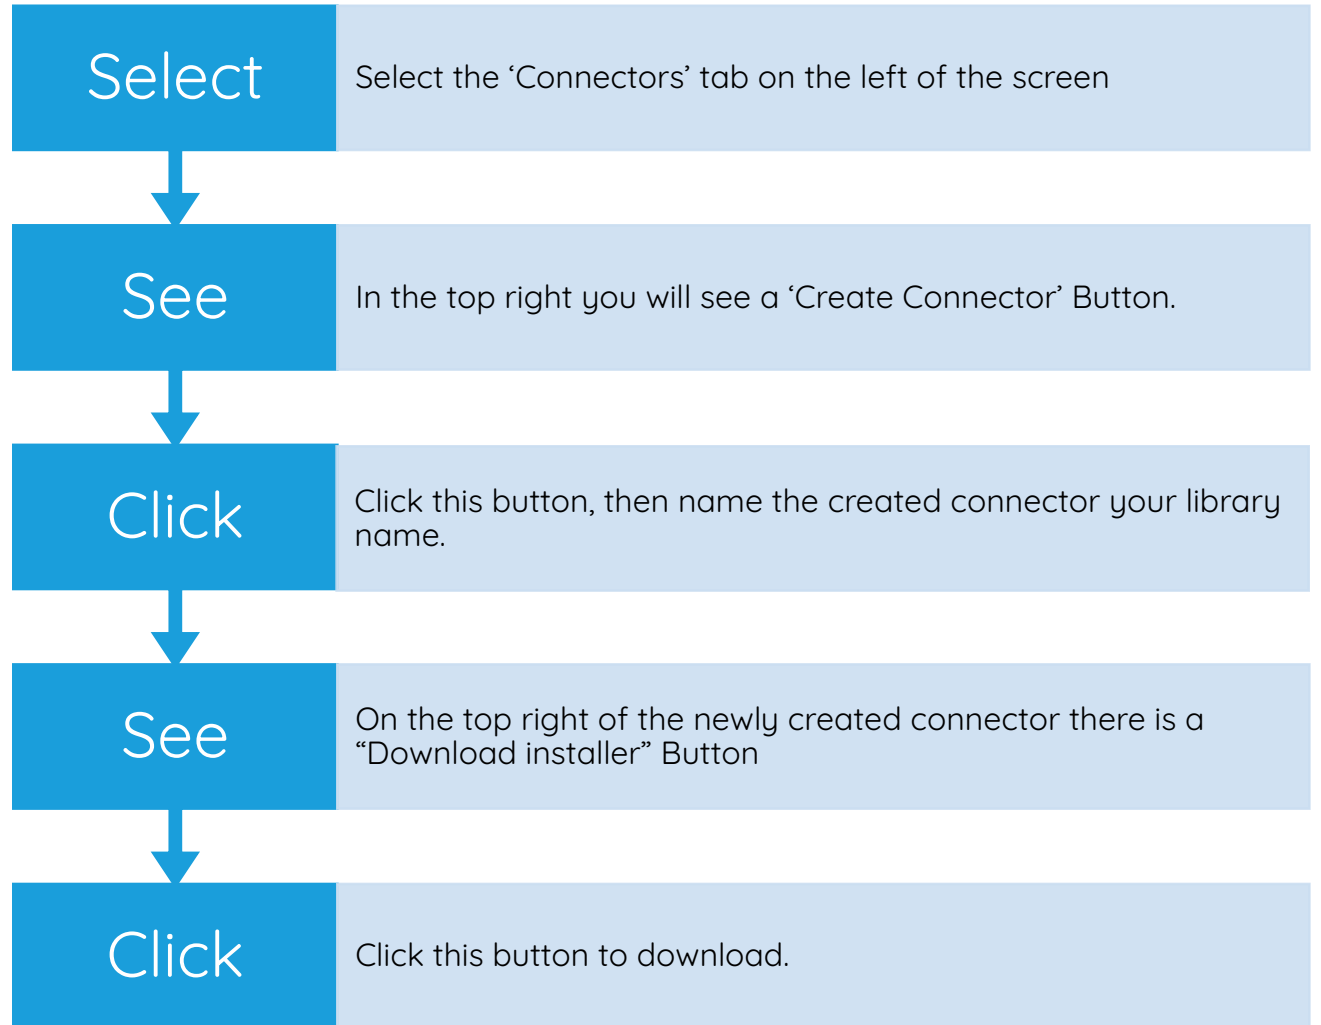 Select
Select the ‘Connectors’ tab on the left of the screen
See
In the top right you will see a ‘Create Connector’ Button.
Click
Click this button, then name the created connector your library
name.
See
On the top right of the newly created connector there is a
“Download installer” Button
Click
Click this button to download.